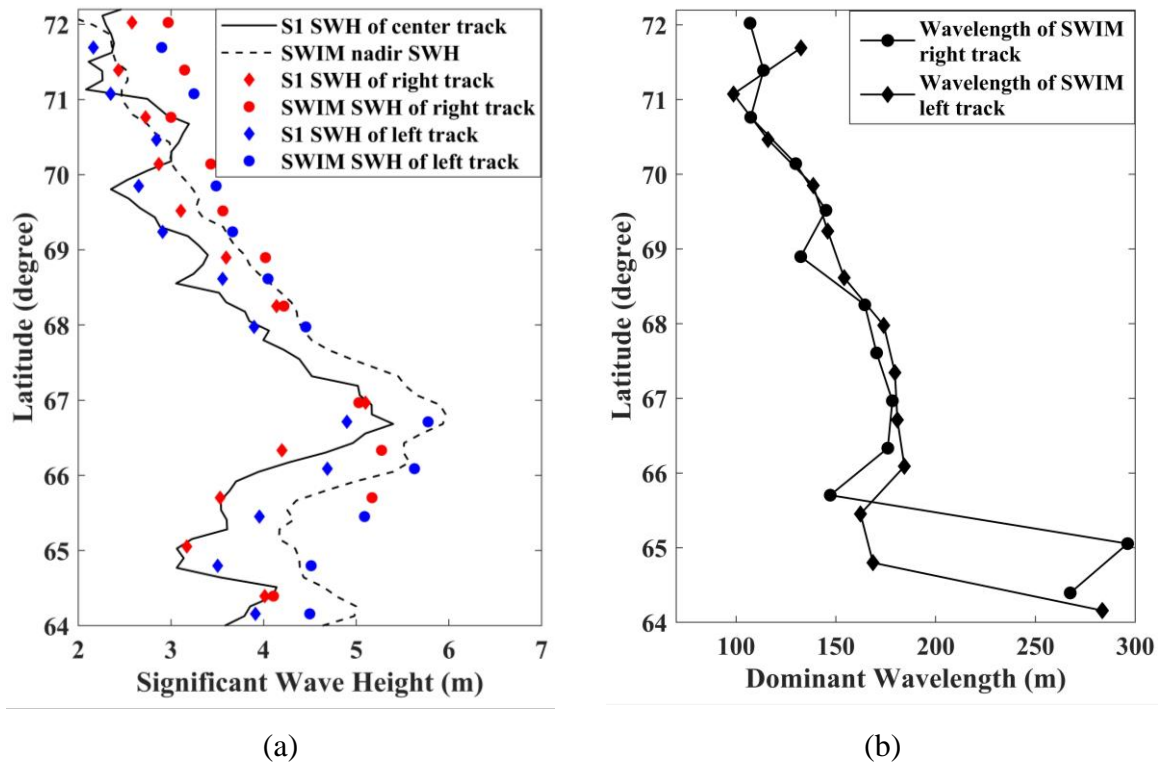 72
71
70
69
68
67
66
65
64
Latitude (degree)
2 3 4 5 6 7
Significant Wave Height (m)
S1 SWH of center track
SWIM nadir SWH
S1 SWH of right track
SWIM SWH of right track
S1 SWH of left track
SWIM SWH of left track
(a)
72
71
70
69
68
67
66
65
64
Latitude (degree)
100 150 200 250 300
Dominant Wavelength (m)
Wavelength of SWIM
right track
Wavelength of SWIM
left track
(b)